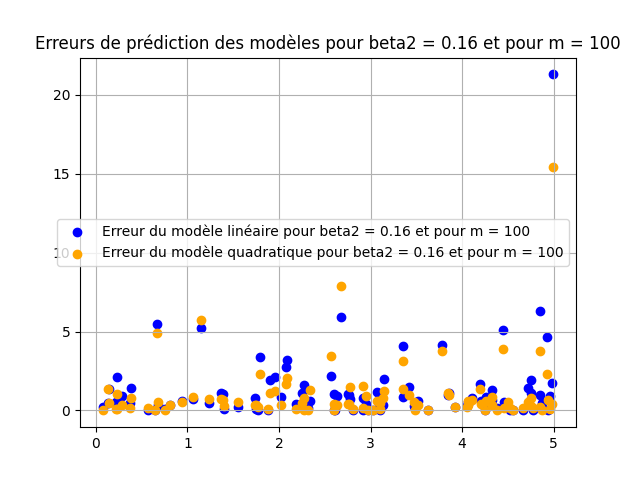 Erreurs de prédiction des modèles pour beta2 = 0.16 et pour m = 100
20
15
Erreur du modèle linéaire pour beta2 = 0.16 et pour m = 100
Erreur du modèle quadratique pour beta2 = 0.16 et pour m = 100
10
5
0
0 1 2 3 4 5